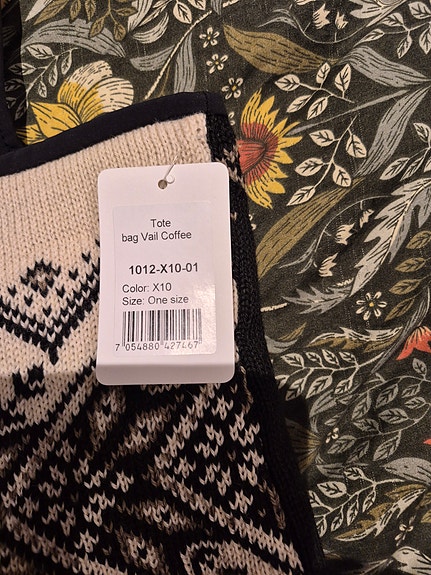 Tote
bag Vail Coffee
1012-X10-01
Color: X10
Size: One size
7 054880 427467